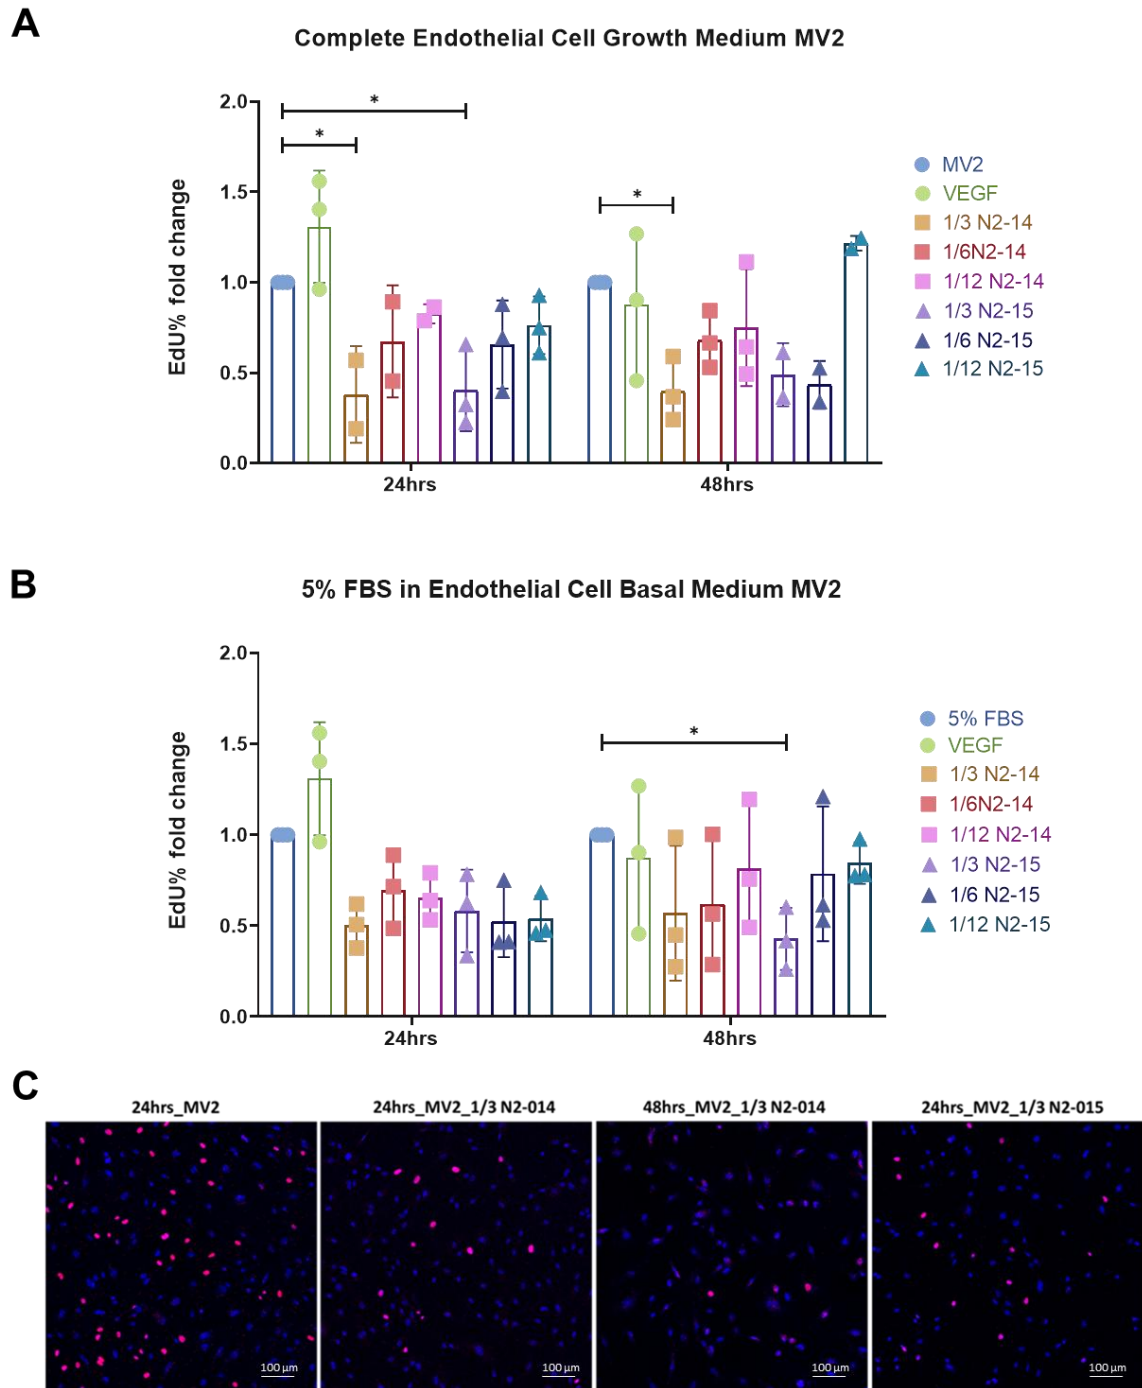 A
Complete Endothelial Cell Growth Medium MV2
EdU% fold change
2.0
1.5
1.0
0.5
0.0
*
*
*
24hrs
48hrs
MV2
VEGF
1/3 N2-14
1/6N2-14
1/12 N2-14
1/3 N2-15
1/6 N2-15
1/12 N2-15
B
5% FBS in Endothelial Cell Basal Medium MV2
EdU% fold change
2.0
1.5
1.0
0.5
0.0
*
24hrs
48hrs
5% FBS
VEGF
1/3 N2-14
1/6N2-14
1/12 N2-14
1/3 N2-15
1/6 N2-15
1/12 N2-15
C
24hrs_MV2
24hrs_MV2_1/3 N2-014
48hrs_MV2_1/3 N2-014
24hrs_MV2_1/3 N2-015
100 µm
100 µm
100 µm
100 µm